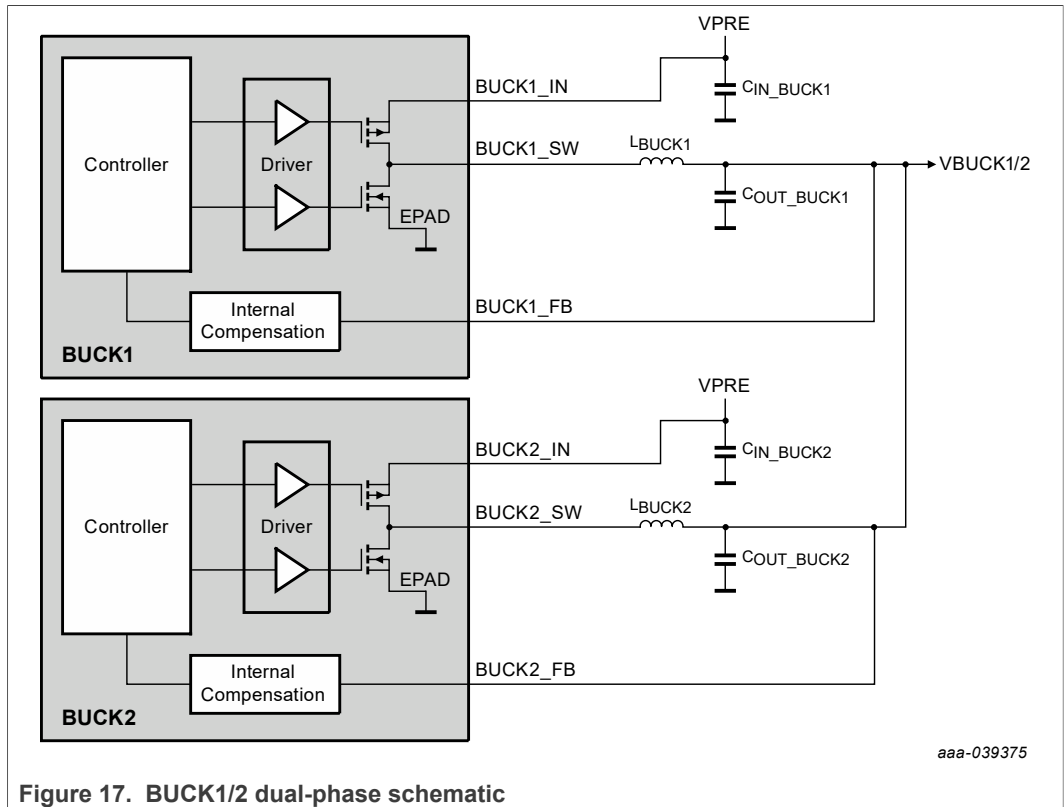 VPRE
BUCK1_IN
CIN_BUCK1
Controller
Driver
BUCK1_SW
LBUCK1
VBUCK1/2
COUT_BUCK1
EPAD
Internal
Compensation
BUCK1_FB
BUCK1
VPRE
BUCK2_IN
CIN_BUCK2
Controller
Driver
BUCK2_SW
LBUCK2
COUT_BUCK2
EPAD
Internal
Compensation
BUCK2_FB
BUCK2
aaa-039375
Figure 17. BUCK1/2 dual-phase schematic